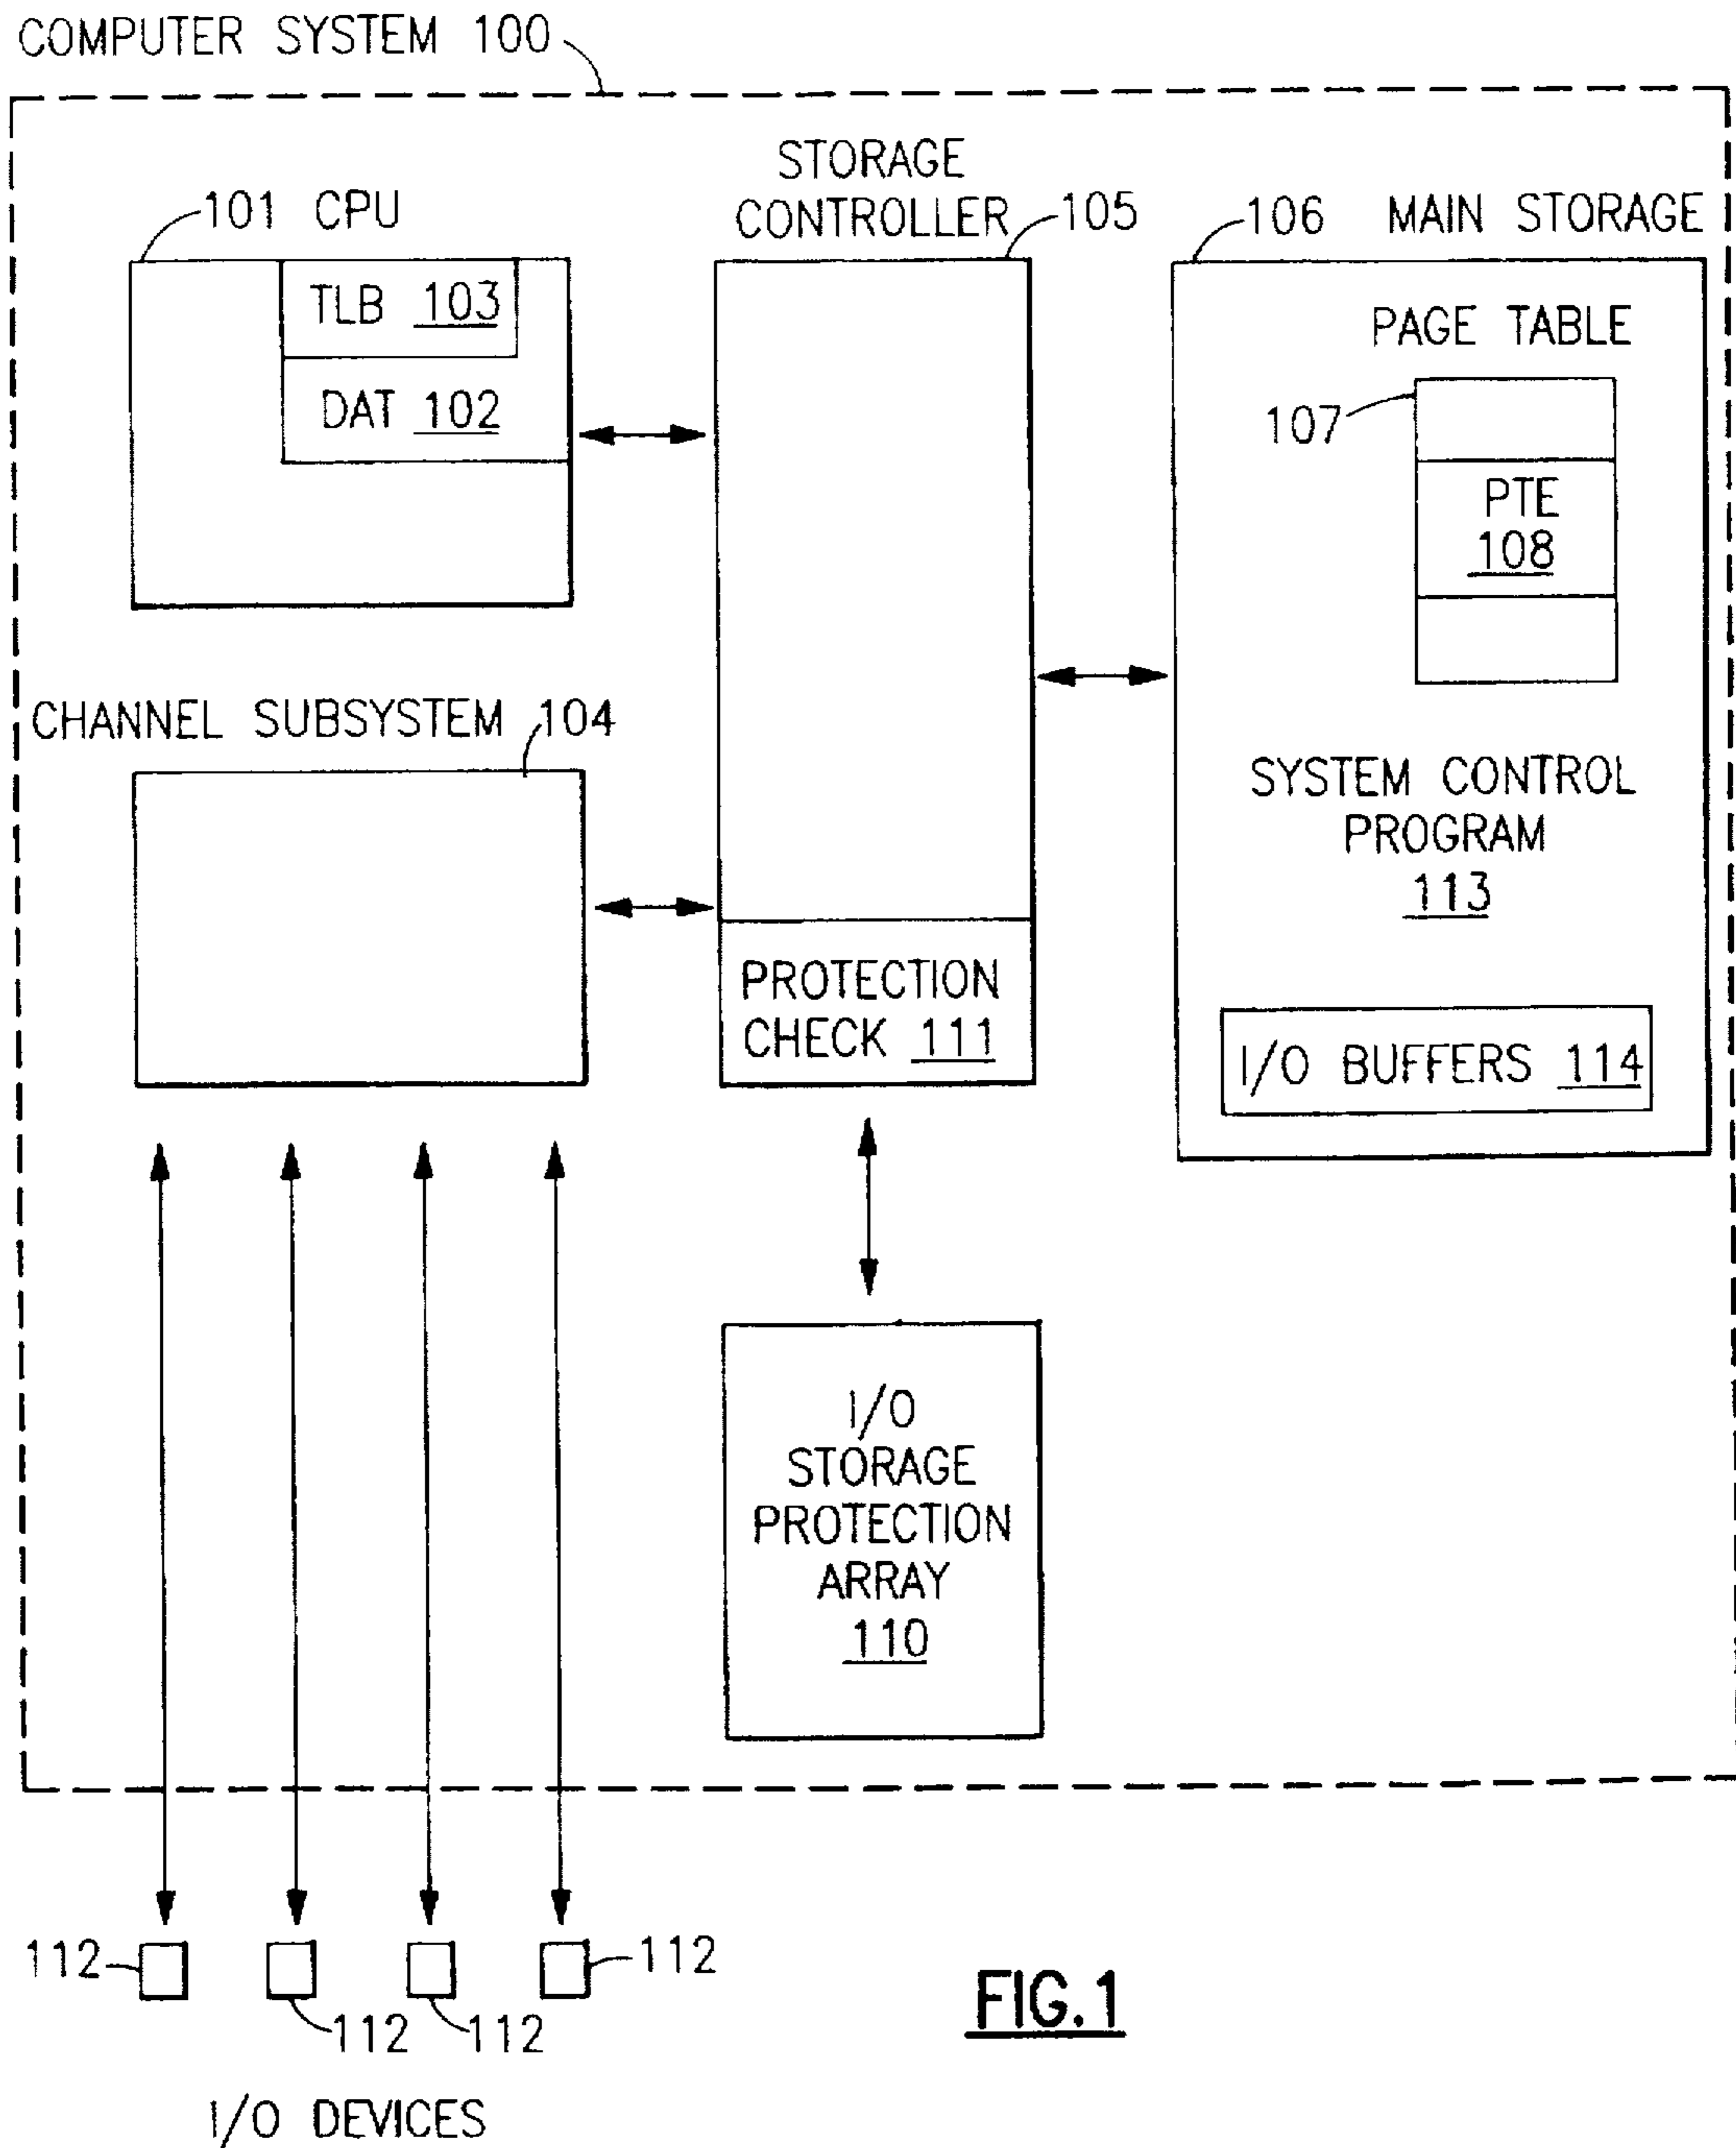 COMPUTER SYSTEM 100
101 CPU
TLB 103
DAT 102
STORAGE
CONTROLLER 105
106 MAIN STORAGE
PAGE TABLE
107
PTE
108
CHANNEL SUBSYSTEM 104
SYSTEM CONTROL
PROGRAM
113
PROTECTION
CHECK 111
I/O BUFFERS 114
I/O
STORAGE
PROTECTION
ARRAY
110
112
112
112
112
I/O DEVICES
FIG.1